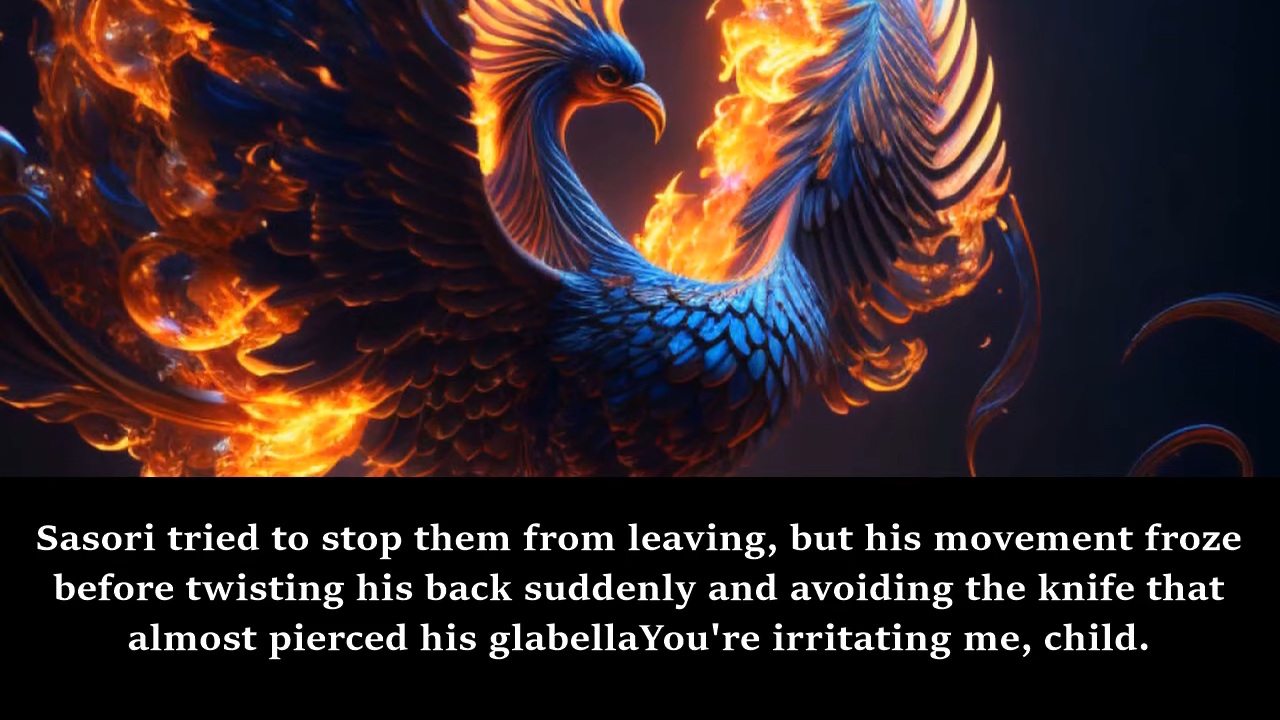 Sasori tried to stop them from leaving, but his movement froze
before twisting his back suddenly and avoiding the knife that
almost pierced his glabellaYou're irritating me, child.